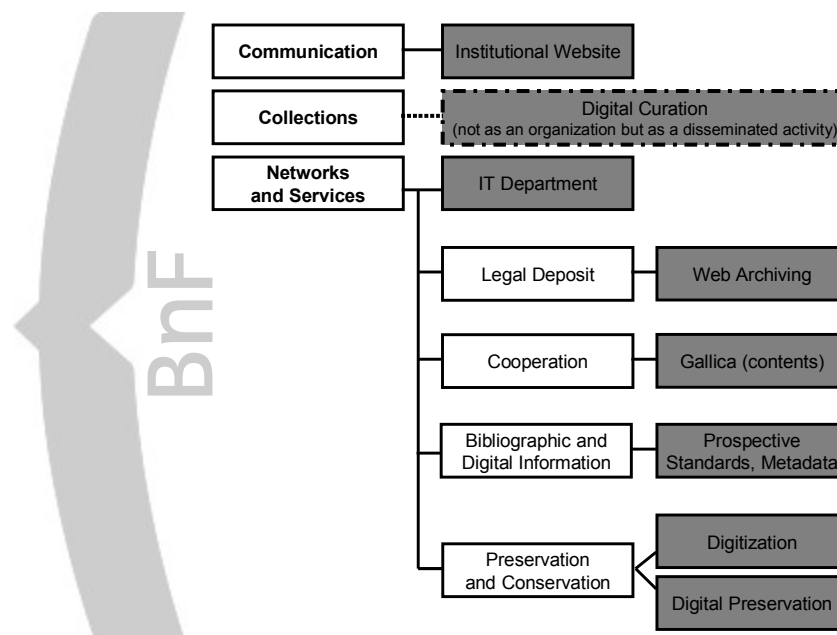 Communication
Institutional Website
Collections
Digital Curation
(not as an organization but as a disseminated activity)
Networks
and Services
IT Department
Legal Deposit
Web Archiving
Cooperation
Gallica (contents)
Bibliographic and
Digital Information
Prospective
Standards, Metadata
Preservation
and Conservation
Digitization
Digital Preservation
BnF